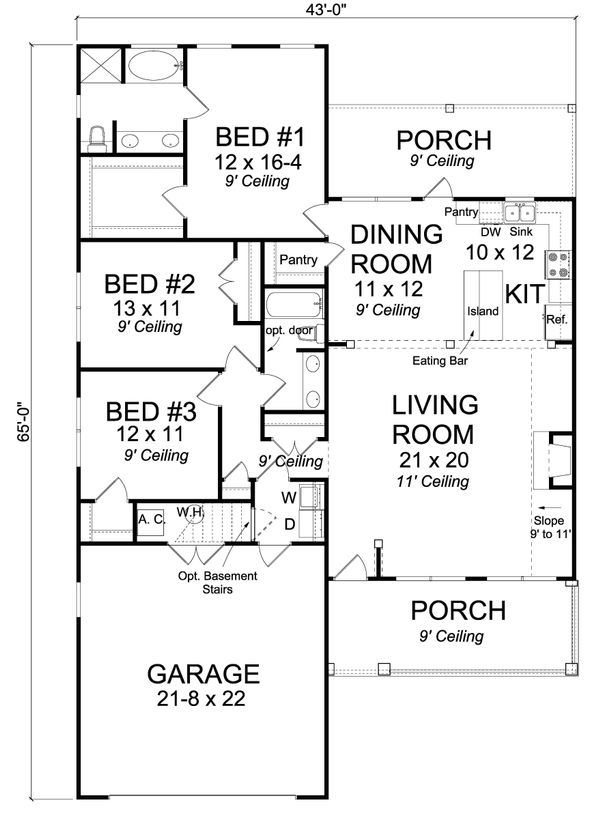 43'-0"
BED #1
12 x 16-4
9' Ceiling
PORCH
9' Ceiling
Pantry
DW Sink
DINING
ROOM
11 x 12
9' Ceiling
10 x 12
KIT
Island
Ref.
Eating Bar
Pantry
BED #2
13 x 11
9' Ceiling
opt. door
65'-0"
BED #3
12 x 11
9' Ceiling
LIVING
ROOM
21 x 20
11' Ceiling
9' Ceiling
W
D
A. C.
W.H.
Slope
9' to 11'
Opt. Basement
Stairs
PORCH
9' Ceiling
GARAGE
21-8 x 22